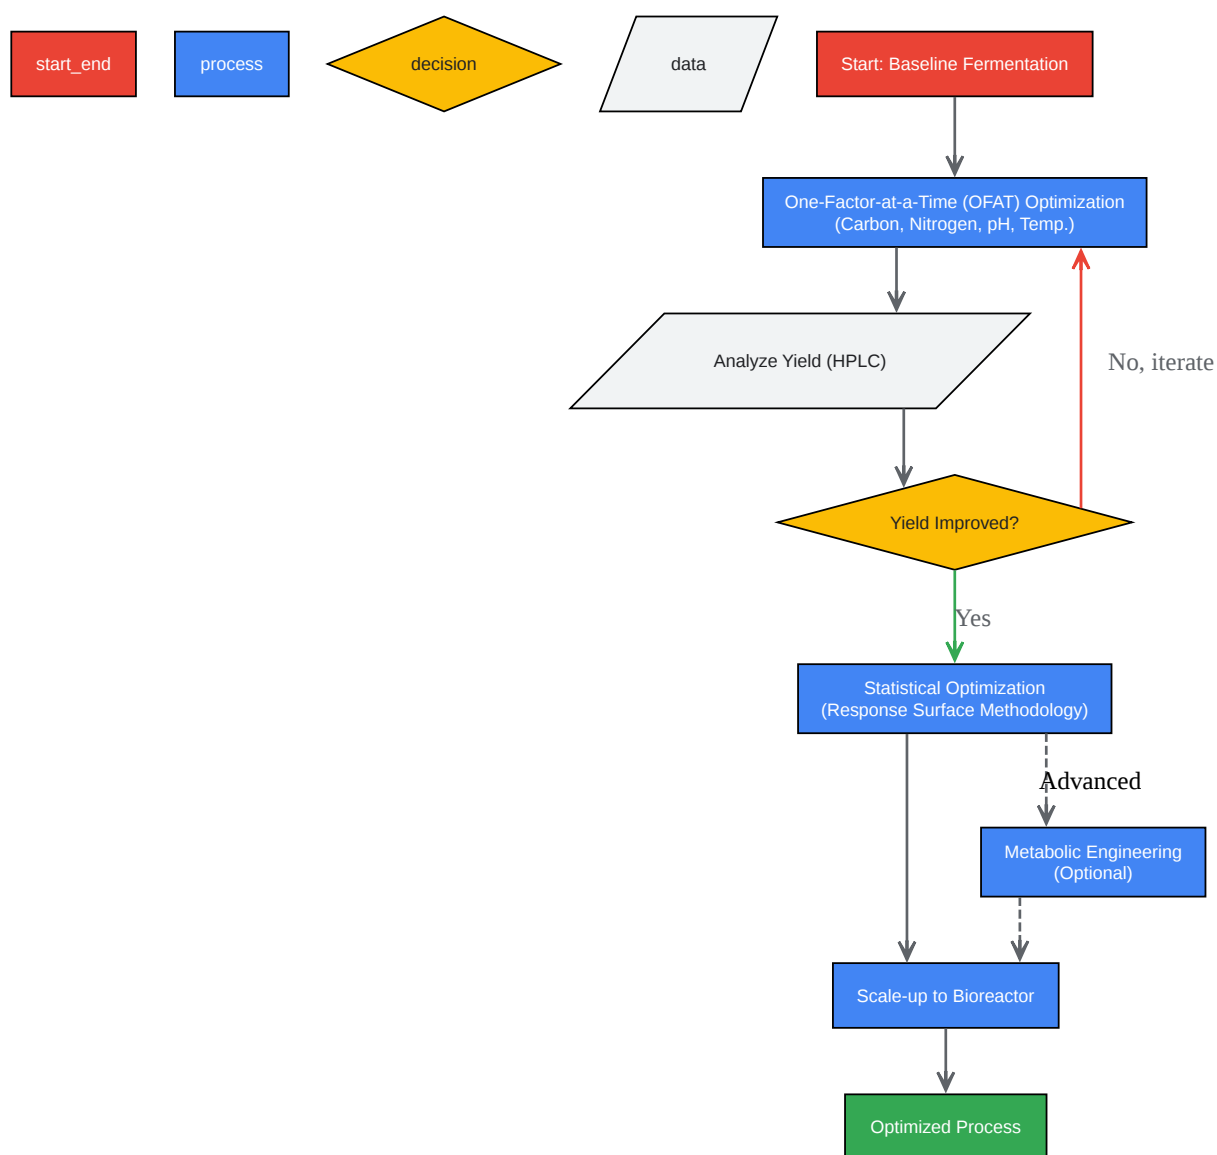 start_end
process
decision
data
Start: Baseline Fermentation
One-Factor-at-a-Time (OFAT) Optimization
(Carbon, Nitrogen, pH, Temp.)
Analyze Yield (HPLC)
No, iterate
Yield Improved?
Yes
Statistical Optimization
(Response Surface Methodology)
Advanced
Metabolic Engineering
(Optional)
Scale-up to Bioreactor
Optimized Process